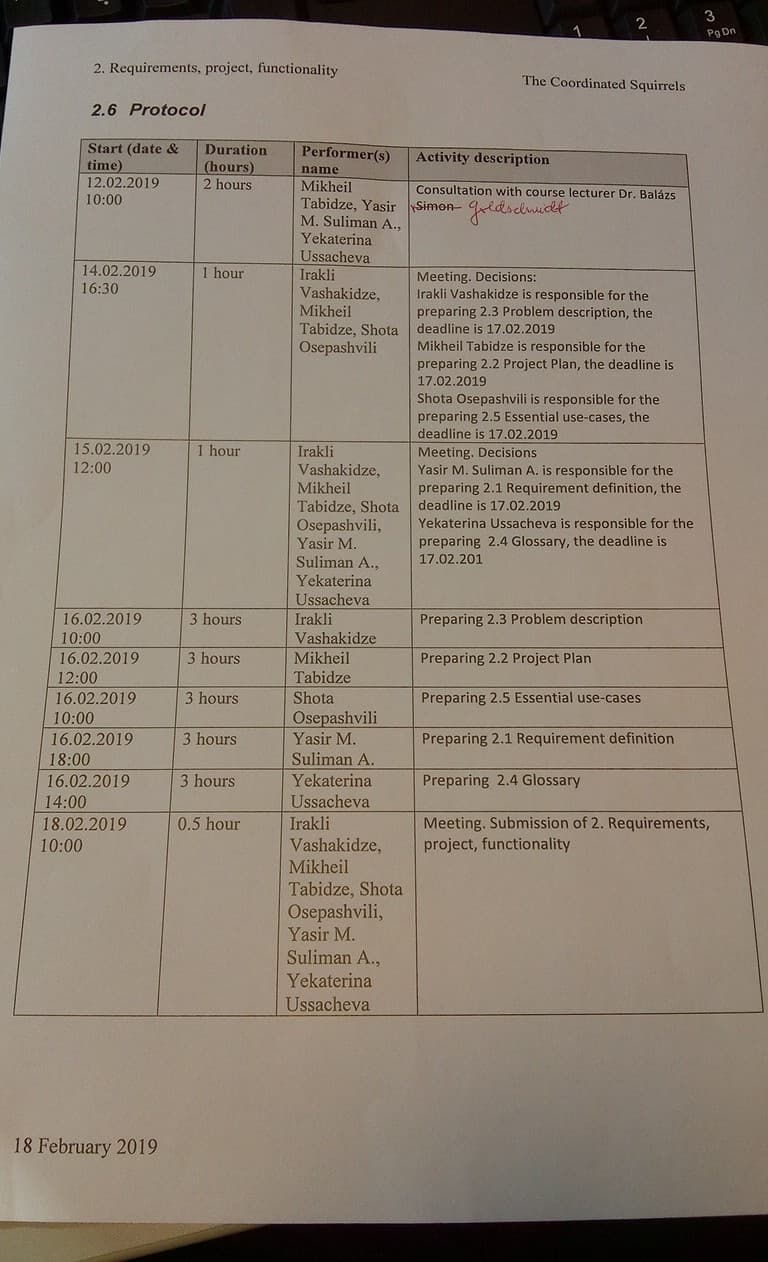 1
2
3
Pg Dn
2. Requirements, project, functionality
The Coordinated Squirrels
2.6 Protocol
Start (date & time)
Duration (hours)
Performer(s) name
Activity description
12.02.2019
10:00
2 hours
Mikheil
Tabidze, Yasir
M. Suliman A.,
Yekaterina
Ussacheva
Consultation with course lecturer Dr. Balázs
Simon Goldschmidt
14.02.2019
16:30
1 hour
Irakli
Vashakidze,
Mikheil
Tabidze, Shota
Osepashvili
Meeting. Decisions:
Irakli Vashakidze is responsible for the
preparing 2.3 Problem description, the
deadline is 17.02.2019
Mikheil Tabidze is responsible for the
preparing 2.2 Project Plan, the deadline is
17.02.2019
Shota Osepashvili is responsible for the
preparing 2.5 Essential use-cases, the
deadline is 17.02.2019
15.02.2019
12:00
1 hour
Irakli
Vashakidze,
Mikheil
Tabidze, Shota
Osepashvili,
Yasir M.
Suliman A.,
Yekaterina
Ussacheva
Meeting. Decisions
Yasir M. Suliman A. is responsible for the
preparing 2.1 Requirement definition, the
deadline is 17.02.2019
Yekaterina Ussacheva is responsible for the
preparing 2.4 Glossary, the deadline is
17.02.201
16.02.2019
10:00
3 hours
Irakli
Vashakidze
Preparing 2.3 Problem description
16.02.2019
12:00
3 hours
Mikheil
Tabidze
Preparing 2.2 Project Plan
16.02.2019
10:00
3 hours
Shota
Osepashvili
Preparing 2.5 Essential use-cases
16.02.2019
18:00
3 hours
Yasir M.
Suliman A.
Preparing 2.1 Requirement definition
16.02.2019
14:00
3 hours
Yekaterina
Ussacheva
Preparing 2.4 Glossary
18.02.2019
10:00
0.5 hour
Irakli
Vashakidze,
Mikheil
Tabidze, Shota
Osepashvili,
Yasir M.
Suliman A.,
Yekaterina
Ussacheva
Meeting. Submission of 2. Requirements,
project, functionality
18 February 2019